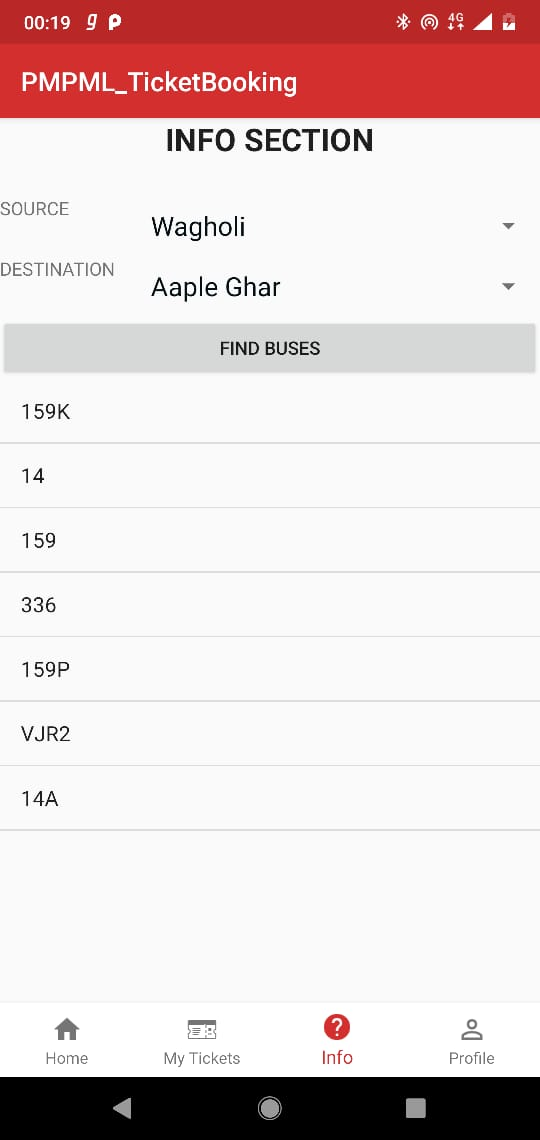 00:19
4G
PMPML_TicketBooking
INFO SECTION
SOURCE
Wagholi
DESTINATION
Aaple Ghar
FIND BUSES
159K
14
159
336
159P
VJR2
14A
Home
My Tickets
Info
Profile